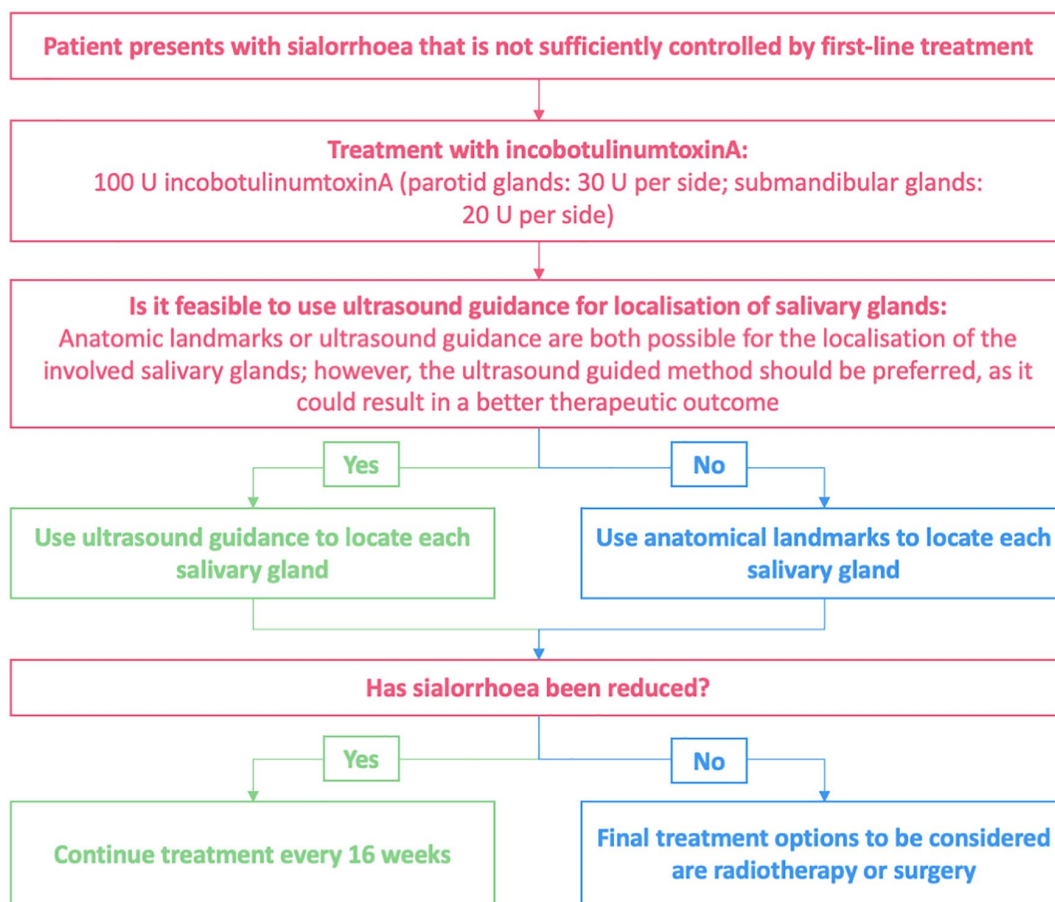 Patient presents with sialorrhoea that is not sufficiently controlled by first-line treatment
Treatment with incobotulinumtoxinA:
100 U incobotulinumtoxinA (parotid glands: 30 U per side; submandibular glands:
20 U per side)
Is it feasible to use ultrasound guidance for localisation of salivary glands:
Anatomic landmarks or ultrasound guidance are both possible for the localisation of the
involved salivary glands; however, the ultrasound guided method should be preferred, as it
could result in a better therapeutic outcome
Yes
No
Use ultrasound guidance to locate each
salivary gland
Use anatomical landmarks to locate each
salivary gland
Has sialorrhoea been reduced?
Yes
No
Continue treatment every 16 weeks
Final treatment options to be considered
are radiotherapy or surgery